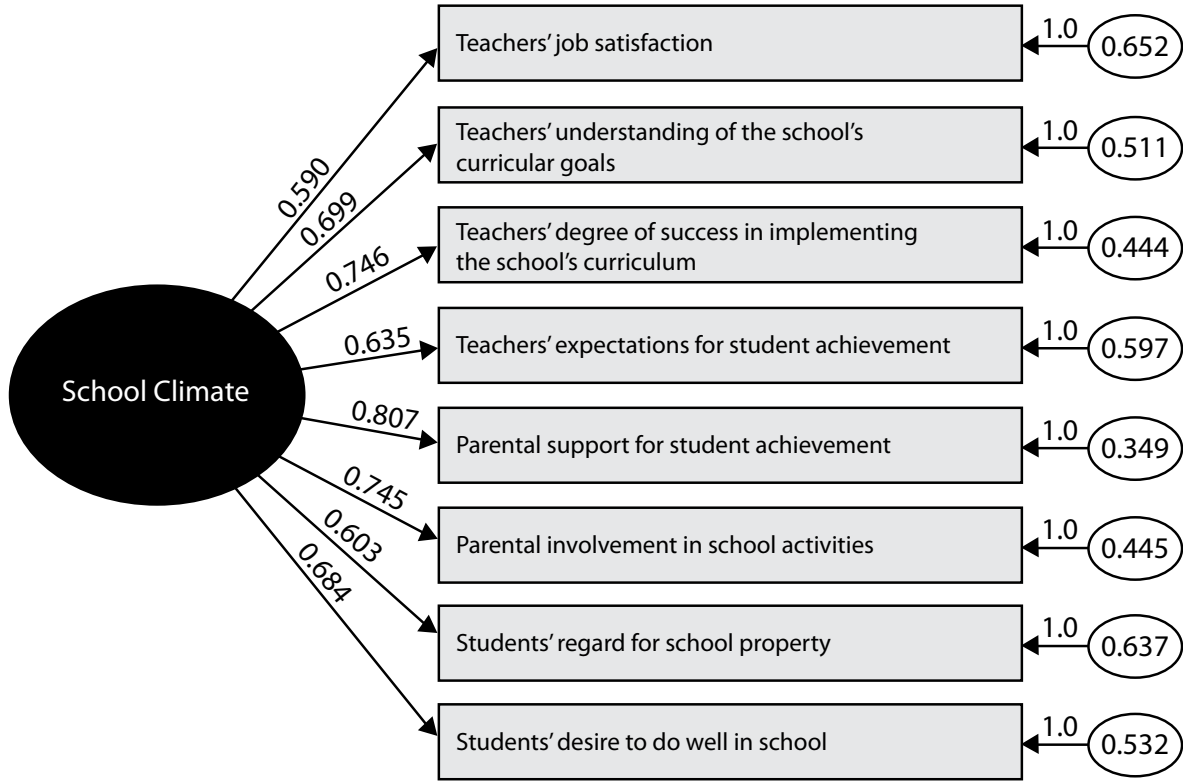 Teachers’ job satisfaction
1.0
0.652
0.590
Teachers’ understanding of the school’s
curricular goals
1.0
0.511
0.699
Teachers’ degree of success in implementing
the school’s curriculum
1.0
0.444
0.746
Teachers’ expectations for student achievement
1.0
0.597
0.635
School Climate
Parental support for student achievement
1.0
0.349
0.807
Parental involvement in school activities
1.0
0.445
0.745
Students’ regard for school property
1.0
0.637
0.603
Students’ desire to do well in school
1.0
0.532
0.684